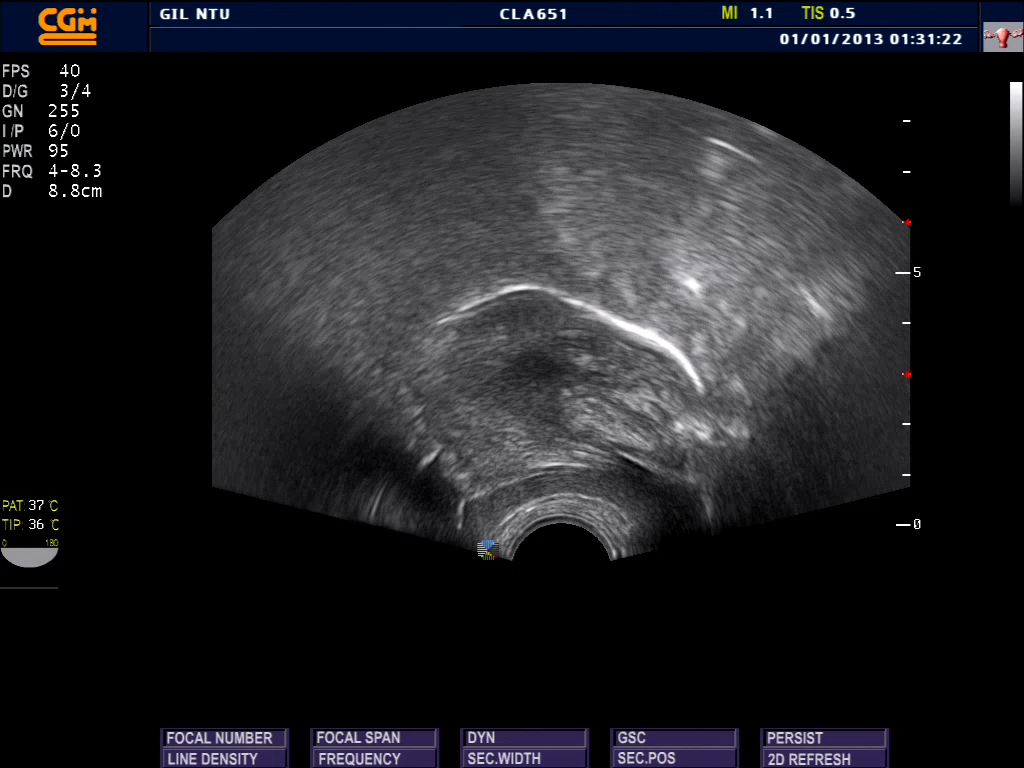 CGM
GIL NTU CLA651 MI 1.1 TIS 0.5
01/01/2013 01:31:22
FPS 40
D/G 3/4
GN 255
I/P 6/0
PWR 95
FRQ 4-8.3
D 8.8cm
5
PAT: 37 °C
TIP: 36 °C
0 180
0
FOCAL NUMBER FOCAL SPAN DYN GSC PERSIST
LINE DENSITY FREQUENCY SEC.WIDTH SEC.POS 2D REFRESH